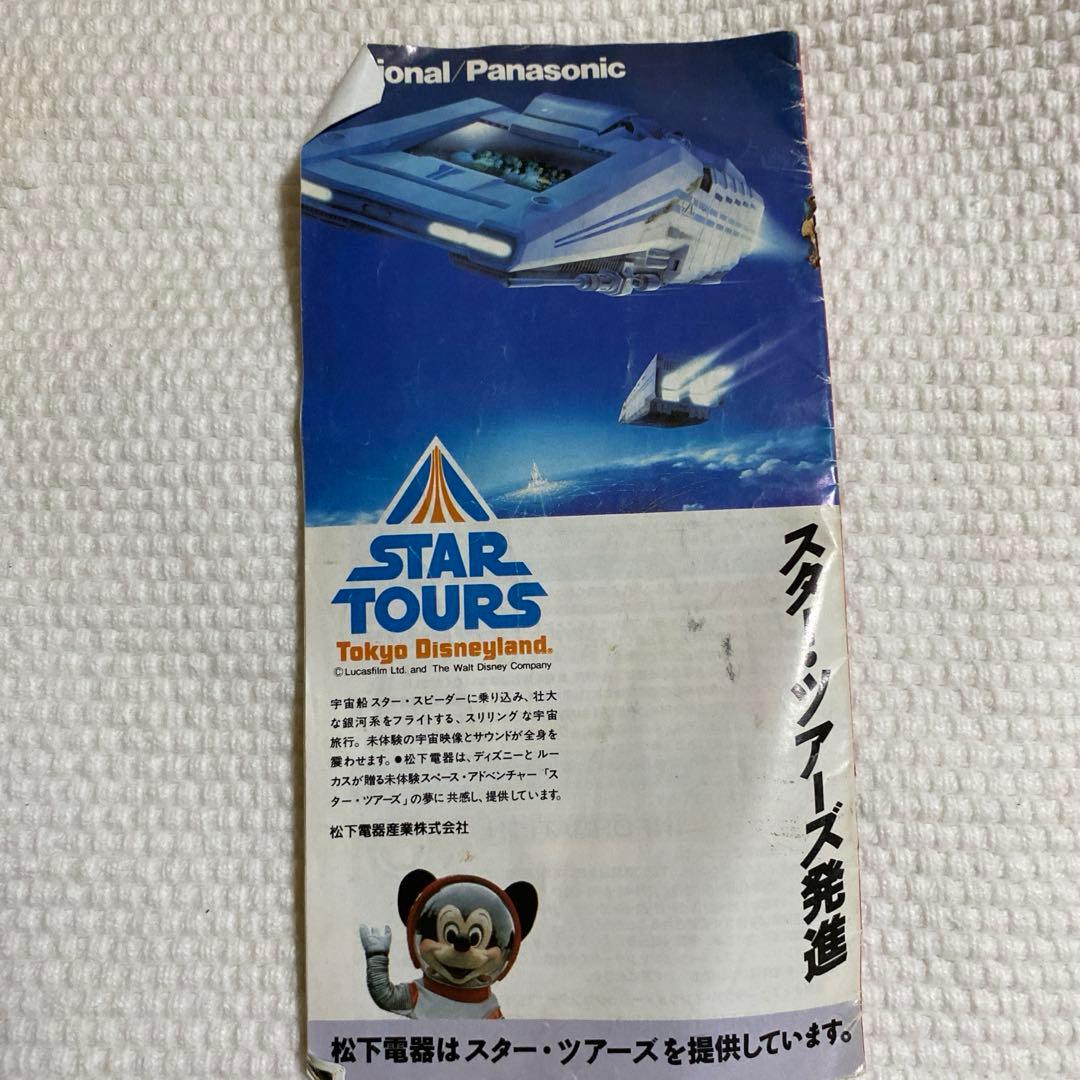 ional/Panasonic
STAR
TOURS
Tokyo Disneyland®
©Lucasfilm Ltd. and The Walt Disney Company
宇宙船スター・スピーダーに乗り込み、壮大
な銀河系をフライトする、スリリングな宇宙
旅行。未体験の宇宙映像とサウンドが全身を
震わせます。●松下電器は、ディズニーとルー
カスが贈る未体験スペース・アドベンチャー「ス
ター・ツアーズ」の夢に共感し、提供しています。
松下電器産業株式会社
スター・ツアーズ発進
松下電器はスター・ツアーズを提供しています。